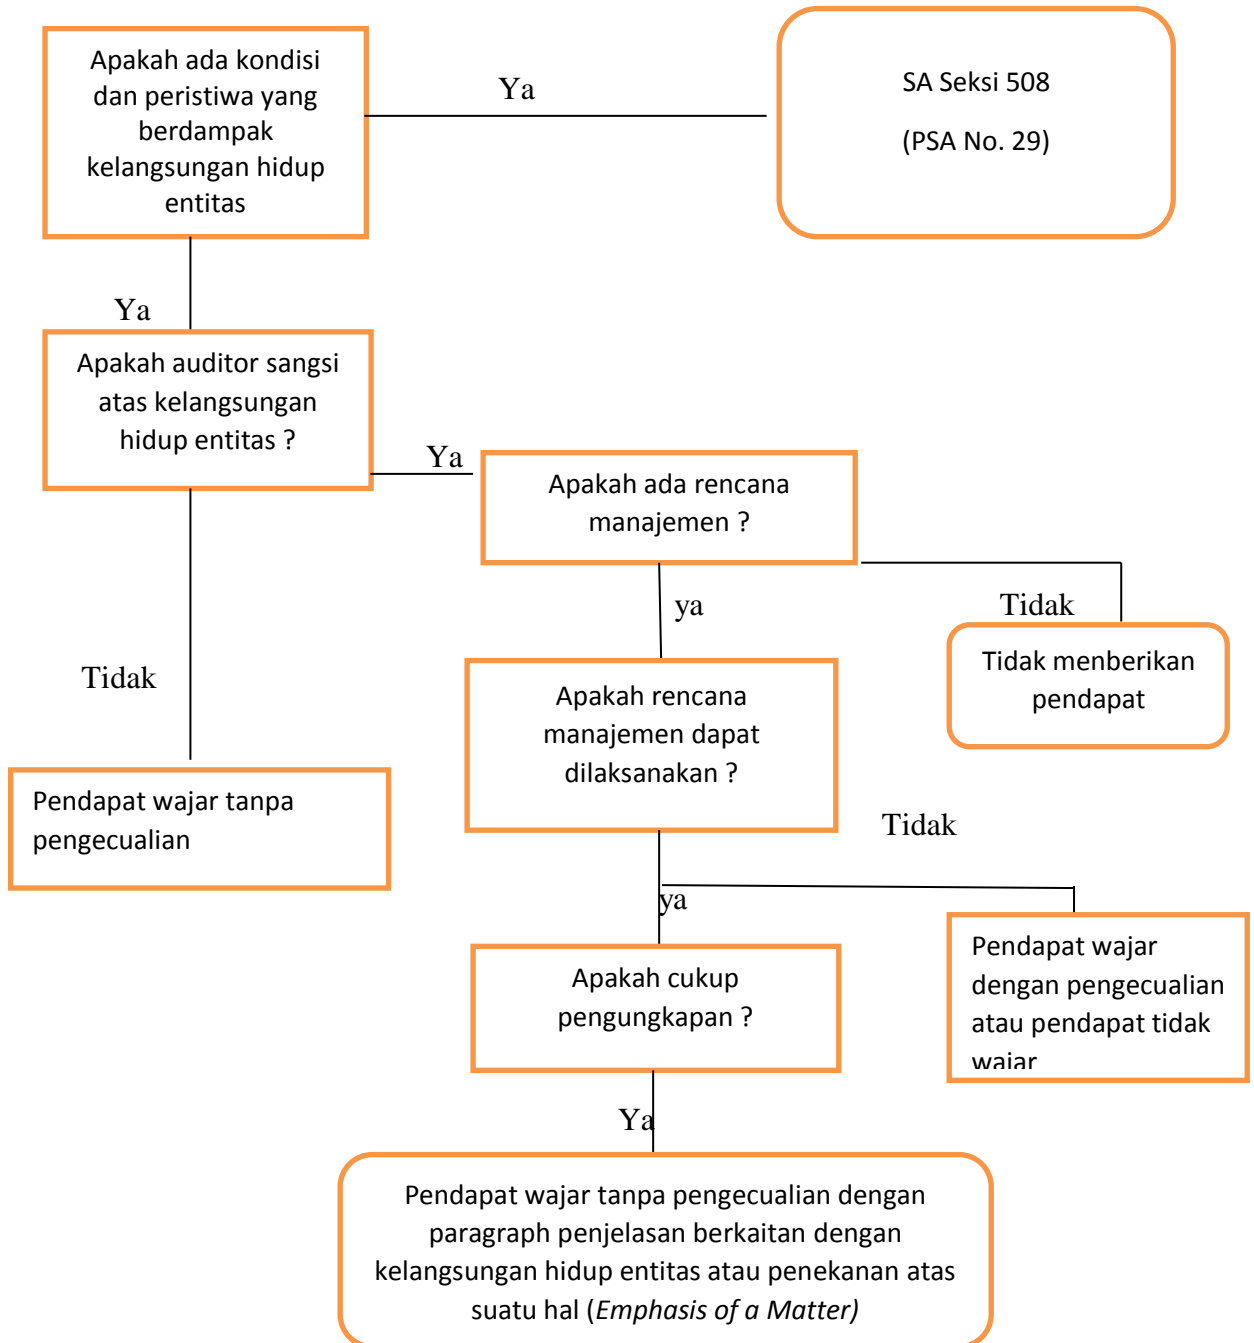 Apakah ada kondisi
dan peristiwa yang
berdampak
kelangsungan hidup
entitas
Ya
SA Seksi 508
(PSA No. 29)
Ya
Apakah auditor sangsi
atas kelangsungan
hidup entitas ?
Ya
Apakah ada rencana
manajemen ?
ya
Tidak
Tidak menberikan
pendapat
Tidak
Apakah rencana
manajemen dapat
dilaksanakan ?
Pendapat wajar tanpa
pengecualian
Tidak
ya
Apakah cukup
pengungkapan ?
Pendapat wajar
dengan pengecualian
atau pendapat tidak
wajar
Ya
Pendapat wajar tanpa pengecualian dengan
paragraph penjelasan berkaitan dengan
kelangsungan hidup entitas atau penekanan atas
suatu hal (Emphasis of a Matter)